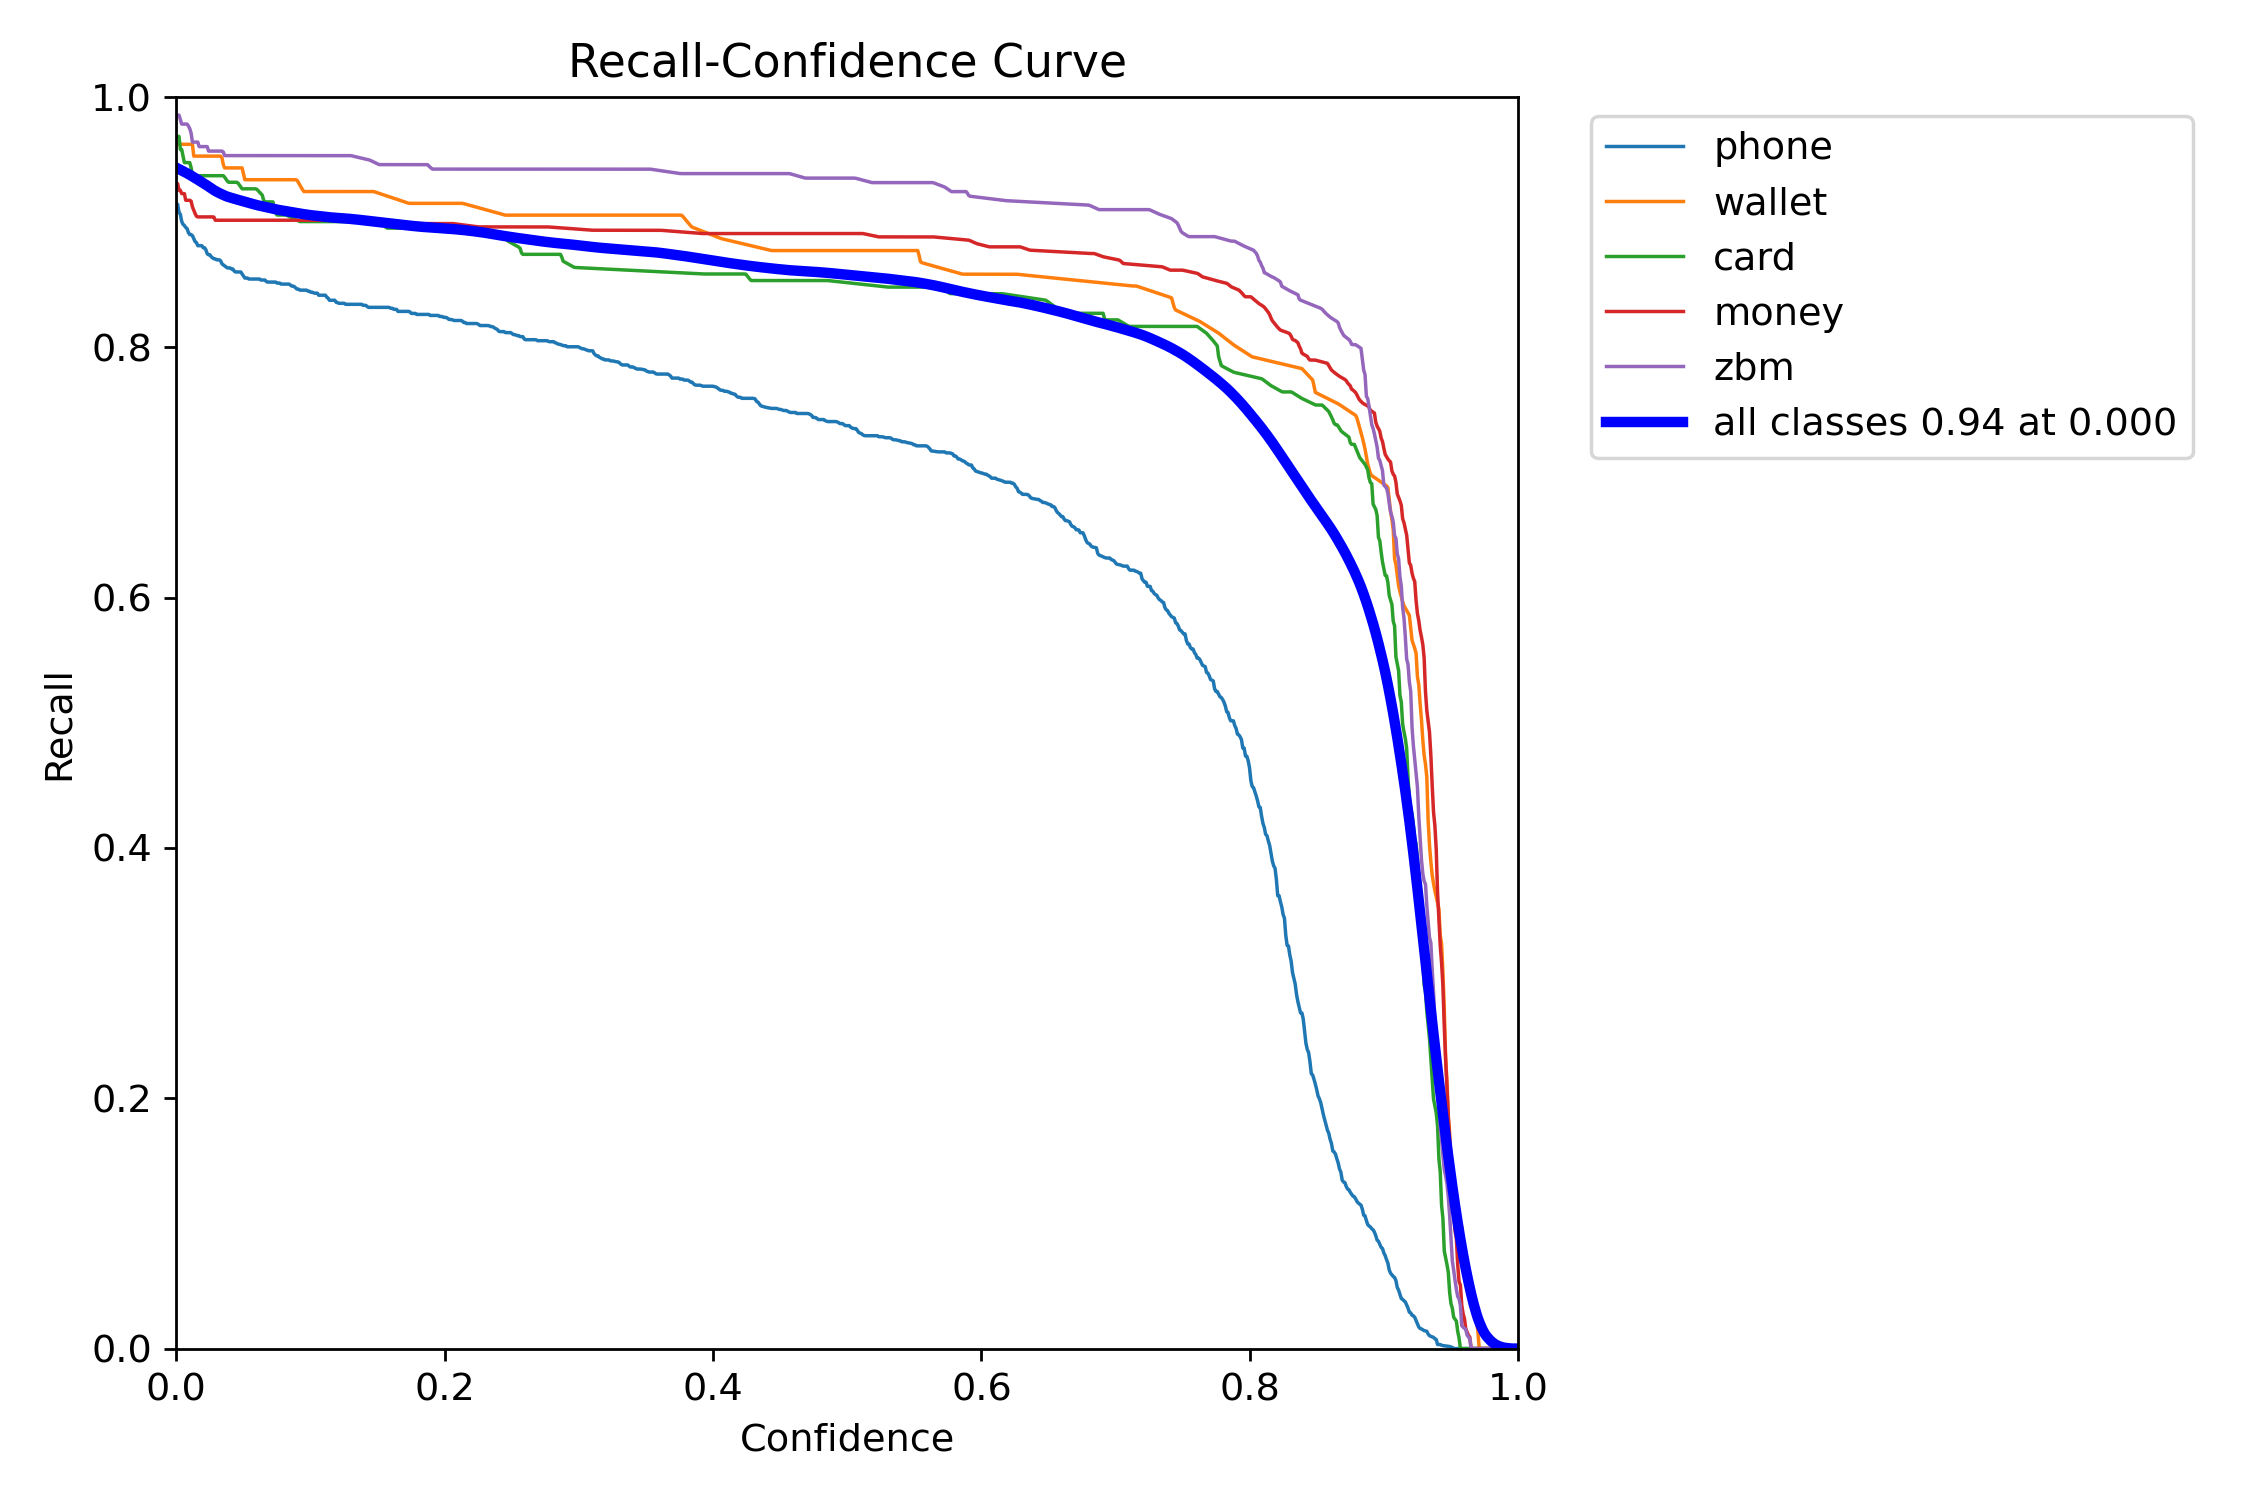 Recall-Confidence Curve
1.0
0.8
0.6
0.4
0.2
0.0
Recall
0.0 0.2 0.4 0.6 0.8 1.0
Confidence
phone
wallet
card
money
zbm
all classes 0.94 at 0.000